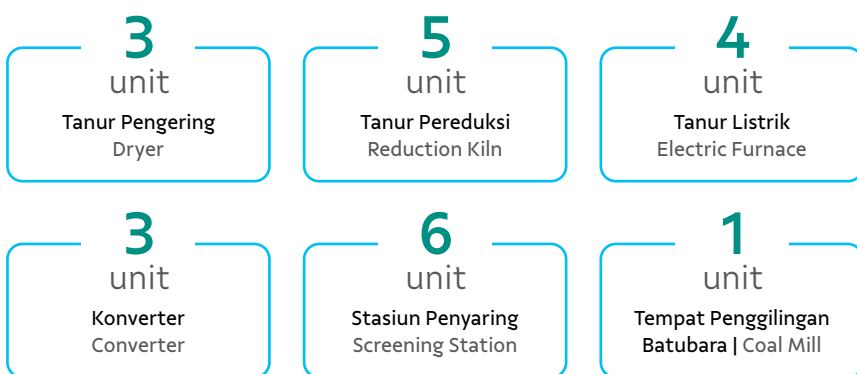 3
unit
Tanur Pengering
Dryer
5
unit
Tanur Pereduksi
Reduction Kiln
4
unit
Tanur Listrik
Electric Furnace
3
unit
Konverter
Converter
6
unit
Stasiun Penyaring
Screening Station
1
unit
Tempat Penggilingan
Batubara | Coal Mill